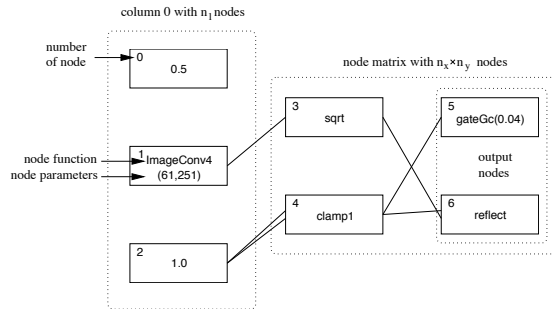 column 0 with n1 nodes
number
of node
0
0.5
node matrix with nx×ny nodes
3
sqrt
5
gateGc(0.04)
node function
node parameters
1
ImageConv4
(61,251)
output
nodes
4
clamp1
6
reflect
2
1.0